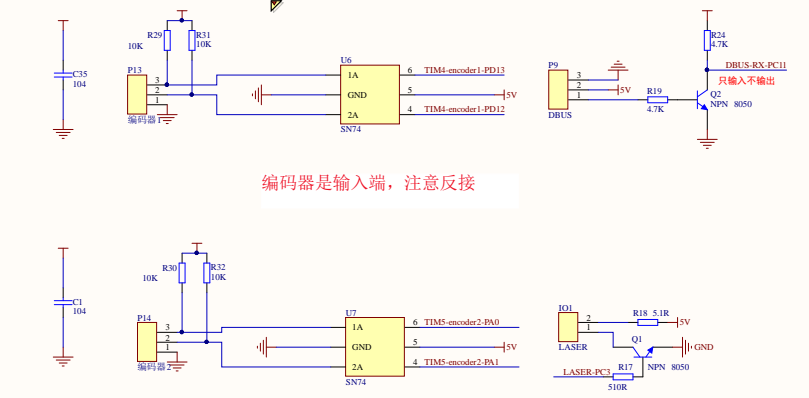 R29
10K
R31
10K
C35
104
P13
3
2
1
编码器1
U6
1A
GND
2A
SN74
6
5
4
TIM4-encoder1-PD13
5V
TIM4-encoder1-PD12
P9
3
2
1
DBUS
5V
R19
4.7K
R24
4.7K
DBUS-RX-PC11
只输入不输出
Q2
NPN 8050
编码器是输入端，注意反接
R30
10K
R32
10K
C1
104
P14
3
2
1
编码器2
U7
1A
GND
2A
SN74
6
5
4
TIM5-encoder2-PA0
5V
TIM5-encoder2-PA1
IO1
2
1
LASER
R18 5.1R
5V
Q1
GND
NPN 8050
LASER-PC3
R17
510R